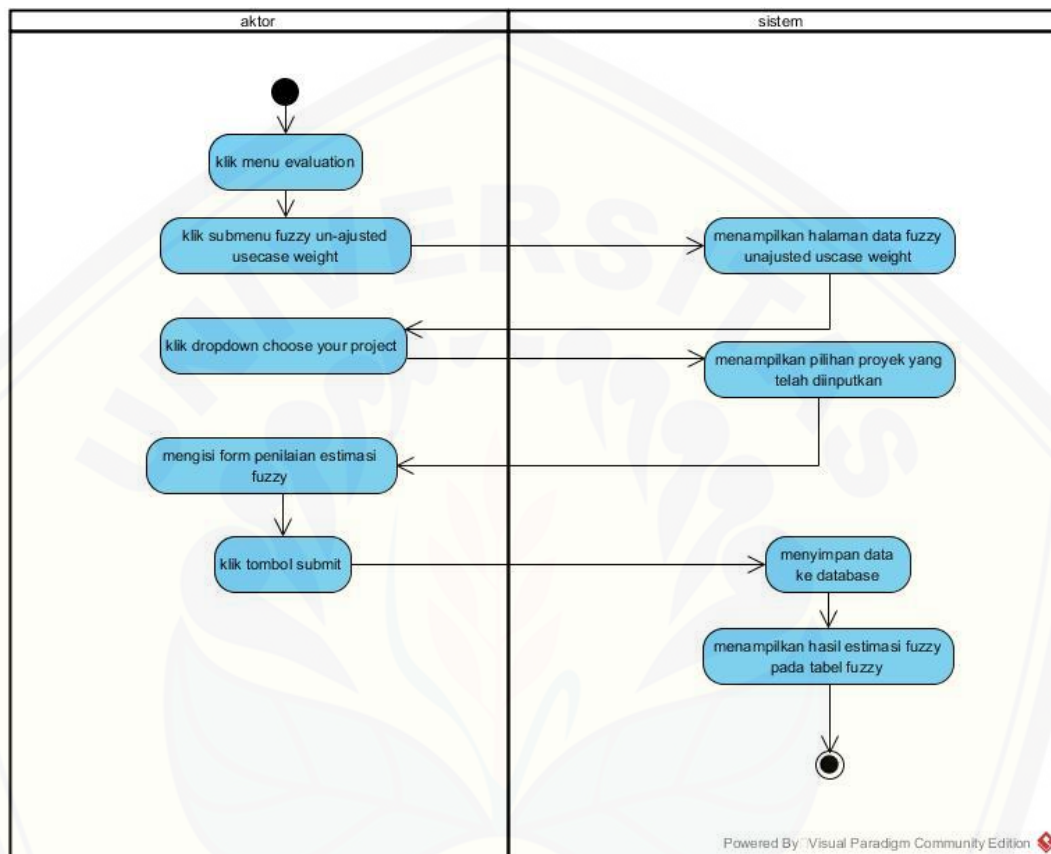 aktor
sistem
klik menu evaluation
klik submenu fuzzy un-ajusted
usecase weight
menampilkan halaman data fuzzy
unajusted uscase weight
klik dropdown choose your project
menampilkan pilihan proyek yang
telah diinputkan
mengisi form penilaian estimasi
fuzzy
klik tombol submit
menyimpan data
ke database
menampilkan hasil estimasi fuzzy
pada tabel fuzzy
Powered By Visual Paradigm Community Edition
UNIVERSITAS